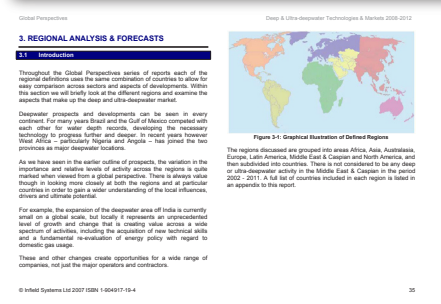 Global Perspectives
Deep & Ultra-deepwater Technologies & Markets 2008-2012
3. REGIONAL ANALYSIS & FORECASTS
3.1 Introduction
Throughout the Global Perspectives series of reports each of the
regional definitions uses the same combination of countries to allow for
easy comparison across sectors and aspects of developments. Within
this section we will briefly look at the different regions and examine the
aspects that make up the deep and ultra-deepwater market.
Deepwater prospects and developments can be seen in every
continent. For many years Brazil and the Gulf of Mexico competed with
each other for water depth records, developing the necessary
technology to progress further and deeper. In recent years however
West Africa – particularly Nigeria and Angola – has joined the two
provinces as major deepwater locations.
As we have seen in the earlier outline of prospects, the variation in the
importance and relative levels of activity across the regions is quite
marked when viewed from a global perspective. There is always value
though in looking more closely at both the regions and at particular
countries in order to gain a wider understanding of the local influences,
drivers and ultimate potential.
For example, the expansion of the deepwater area off India is currently
small on a global scale, but locally it represents an unprecedented
level of growth and change that is creating value across a wide
spectrum of activities, including the acquisition of new technical skills
and a fundamental re-evaluation of energy policy with regard to
domestic gas usage.
These and other changes create opportunities for a wide range of
companies, not just the major operators and contractors.
Figure 3-1: Graphical Illustration of Defined Regions
The regions discussed are grouped into areas Africa, Asia, Australasia,
Europe, Latin America, Middle East & Caspian and North America, and
then subdivided into countries. There is not considered to be any deep
or ultra-deepwater activity in the Middle East & Caspian in the period
2002 - 2011. A full list of countries included in each region is listed in
an appendix to this report.
© Infield Systems Ltd 2007 ISBN 1-904917-19-4
35